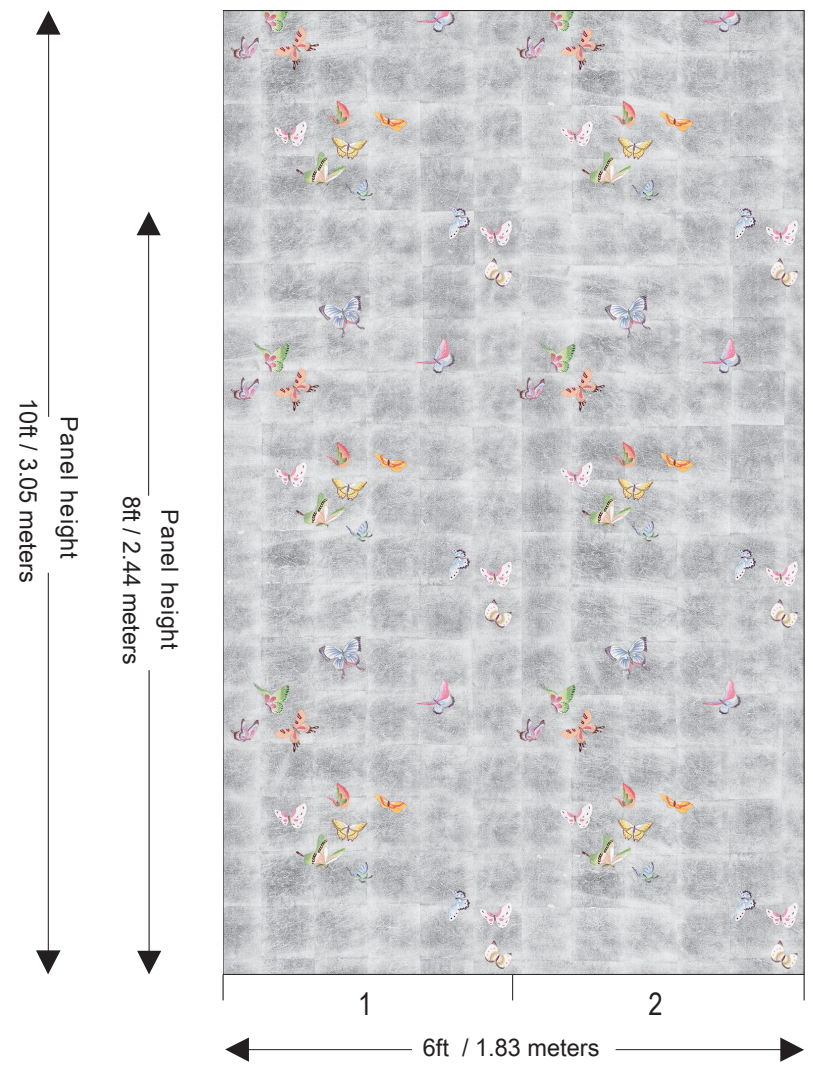 Panel height
10ft / 3.05 meters
Panel height
8ft / 2.44 meters
1
2
6ft  / 1.83 meters